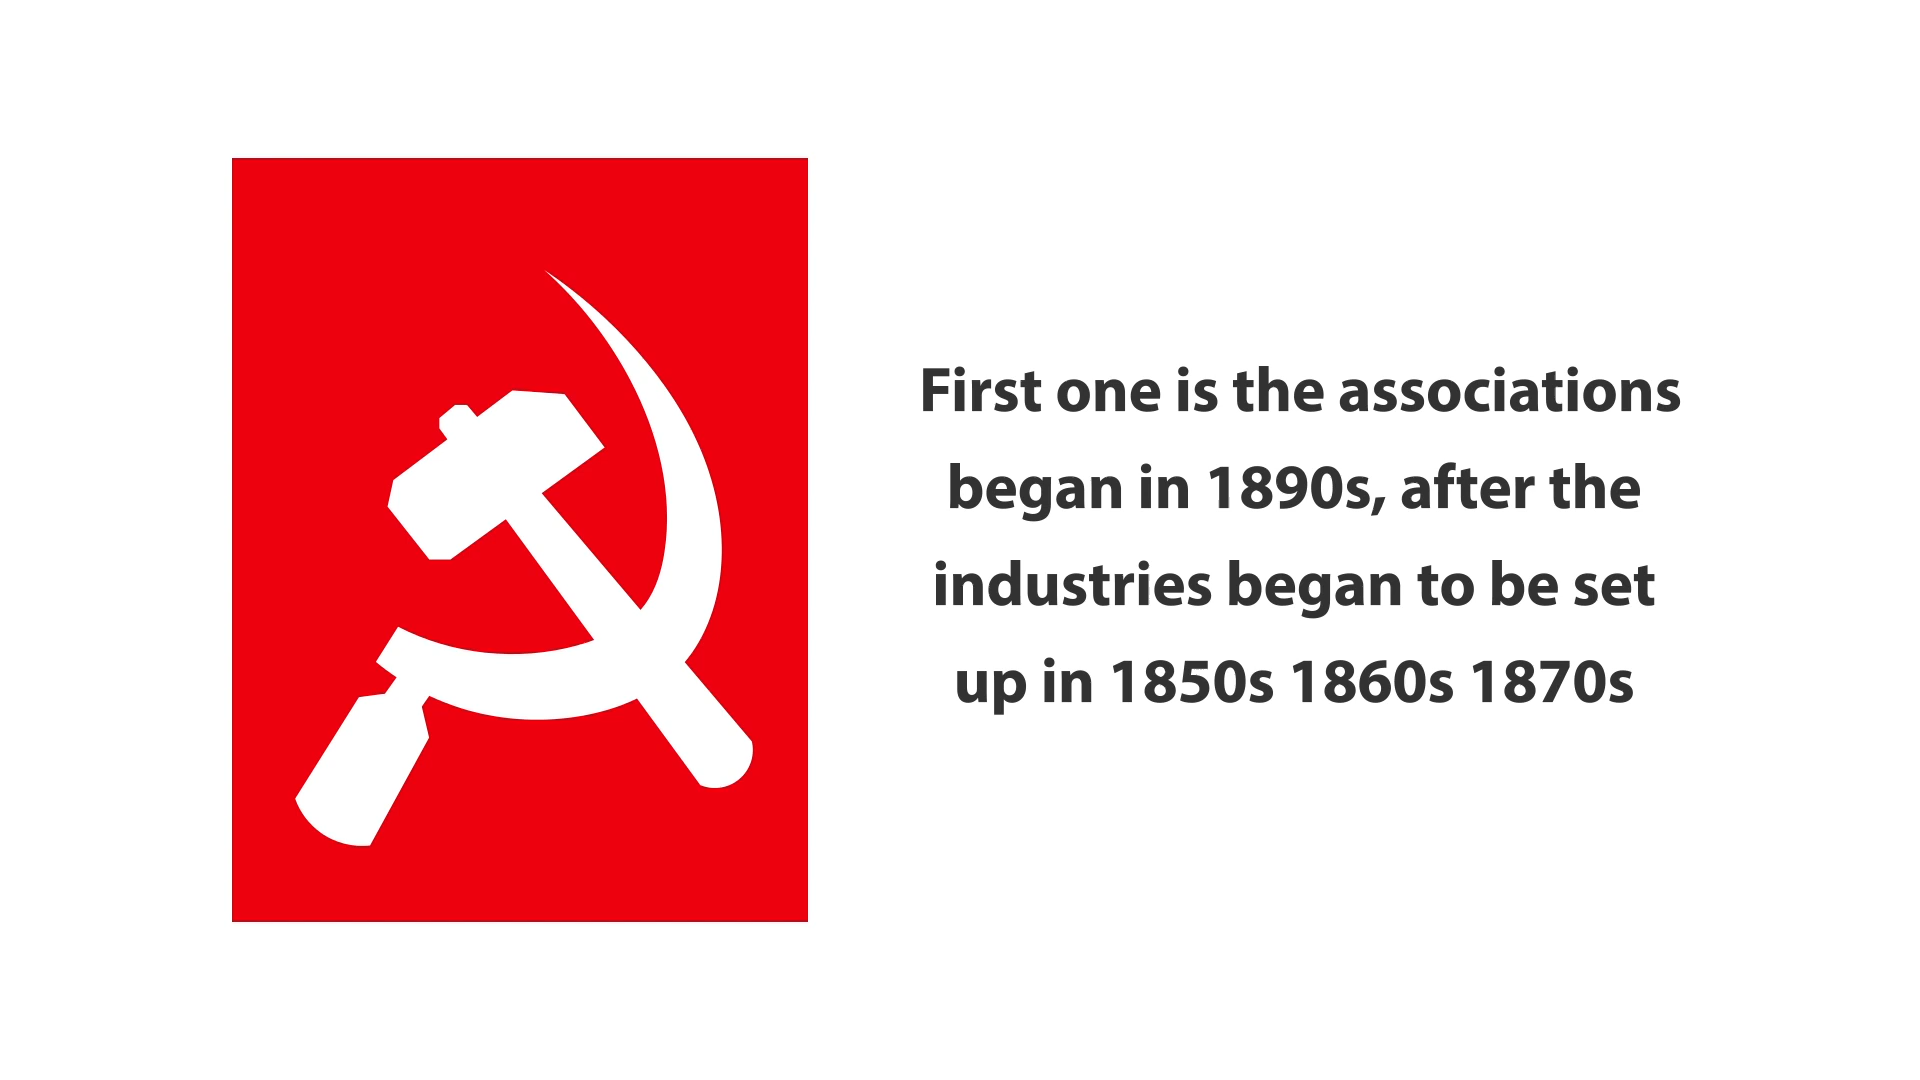 First one is the associations
began in 1890s, after the
industries began to be set
up in 1850s 1860s 1870s